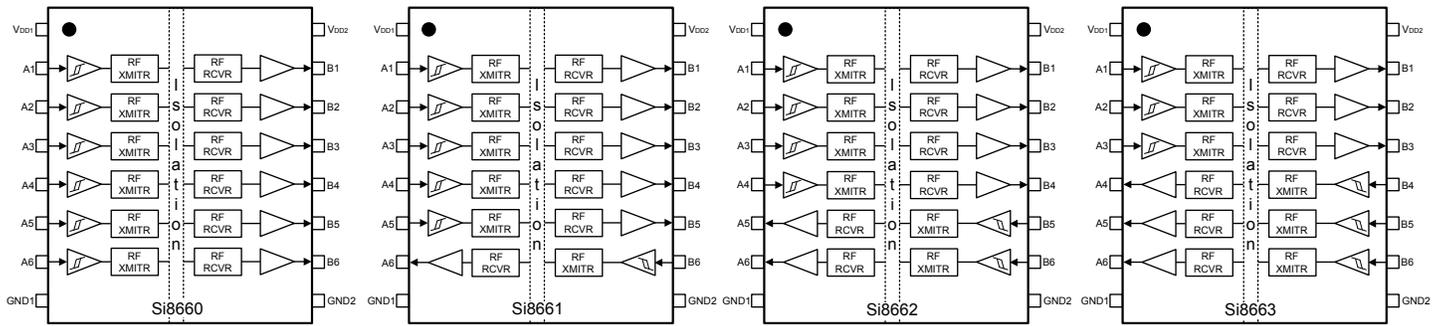 VDD1 VDD2
A1 RF XMITR RF RCVR B1
A2 RF XMITR RF RCVR B2
A3 RF XMITR RF RCVR B3
A4 RF XMITR RF RCVR B4
A5 RF XMITR RF RCVR B5
A6 RF XMITR RF RCVR B6
Isolation
GND1 GND2
Si8660
VDD1 VDD2
A1 RF XMITR RF RCVR B1
A2 RF XMITR RF RCVR B2
A3 RF XMITR RF RCVR B3
A4 RF XMITR RF RCVR B4
A5 RF XMITR RF RCVR B5
A6 RF RCVR RF XMITR B6
Isolation
GND1 GND2
Si8661
VDD1 VDD2
A1 RF XMITR RF RCVR B1
A2 RF XMITR RF RCVR B2
A3 RF XMITR RF RCVR B3
A4 RF XMITR RF RCVR B4
A5 RF RCVR RF XMITR B5
A6 RF RCVR RF XMITR B6
Isolation
GND1 GND2
Si8662
VDD1 VDD2
A1 RF XMITR RF RCVR B1
A2 RF XMITR RF RCVR B2
A3 RF XMITR RF RCVR B3
A4 RF RCVR RF XMITR B4
A5 RF RCVR RF XMITR B5
A6 RF RCVR RF XMITR B6
Isolation
GND1 GND2
Si8663